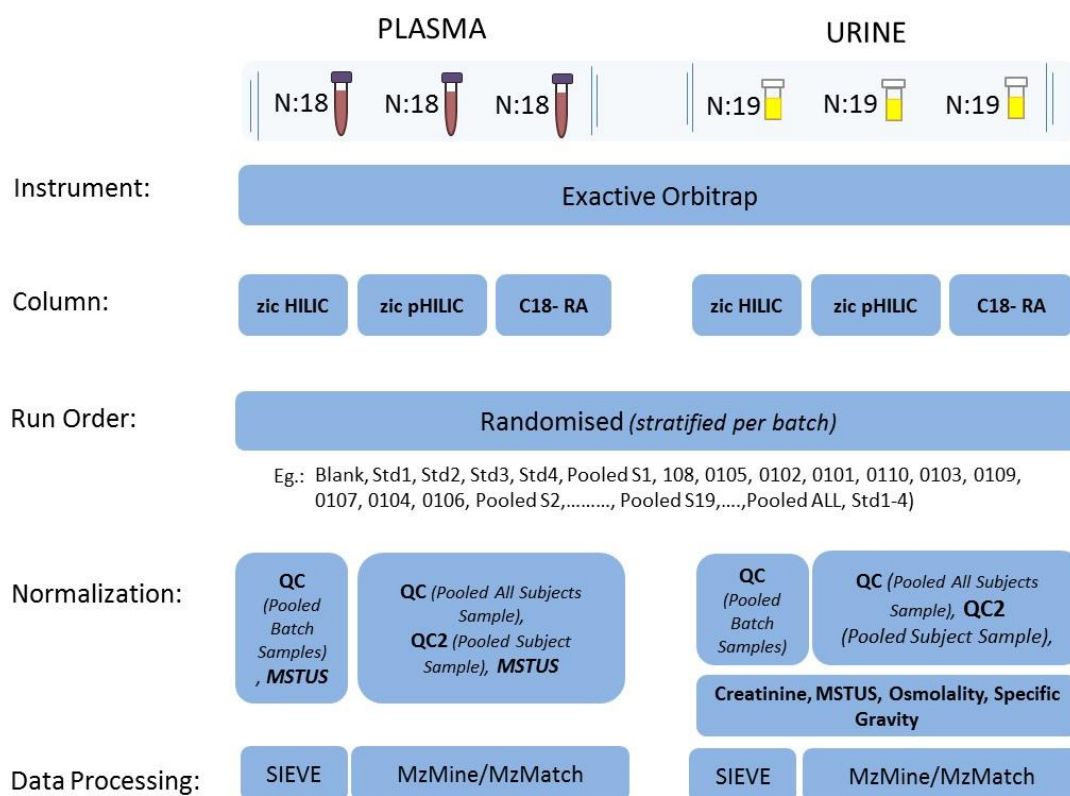 PLASMA
URINE
N:18 N:18 N:18
N:19 N:19 N:19
Instrument:
Exactive Orbitrap
Column:
zic HILIC
zic pHILIC
C18- RA
zic HILIC
zic pHILIC
C18- RA
Run Order:
Randomised (stratified per batch)
Eg.: Blank, Std1, Std2, Std3, Std4, Pooled S1, 108, 0105, 0102, 0101, 0110, 0103, 0109,
0107, 0104, 0106, Pooled S2,………, Pooled S19,….,Pooled ALL, Std1-4)
Normalization:
QC
(Pooled
Batch
Samples)
, MSTUS
QC (Pooled All Subjects
Sample),
QC2 (Pooled Subject
Sample), MSTUS
QC
(Pooled
Batch
Samples)
QC (Pooled All Subjects
Sample), QC2
(Pooled Subject Sample),
Creatinine, MSTUS, Osmolality, Specific
Gravity
Data Processing:
SIEVE
MzMine/MzMatch
SIEVE
MzMine/MzMatch